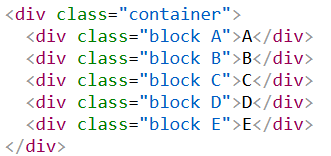 <div class="container">
  <div class="block A">A</div>
  <div class="block B">B</div>
  <div class="block C">C</div>
  <div class="block D">D</div>
  <div class="block E">E</div>
</div>